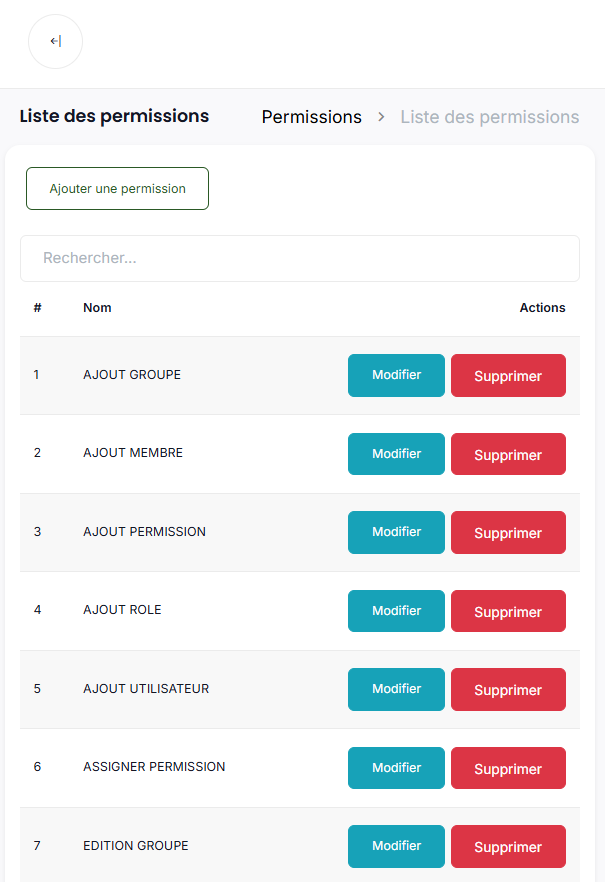 Liste des permissions Permissions > Liste des permissions
Ajouter une permission
Rechercher...
# Nom Actions
1 AJOUT GROUPE Modifier Supprimer
2 AJOUT MEMBRE Modifier Supprimer
3 AJOUT PERMISSION Modifier Supprimer
4 AJOUT ROLE Modifier Supprimer
5 AJOUT UTILISATEUR Modifier Supprimer
6 ASSIGNER PERMISSION Modifier Supprimer
7 EDITION GROUPE Modifier Supprimer